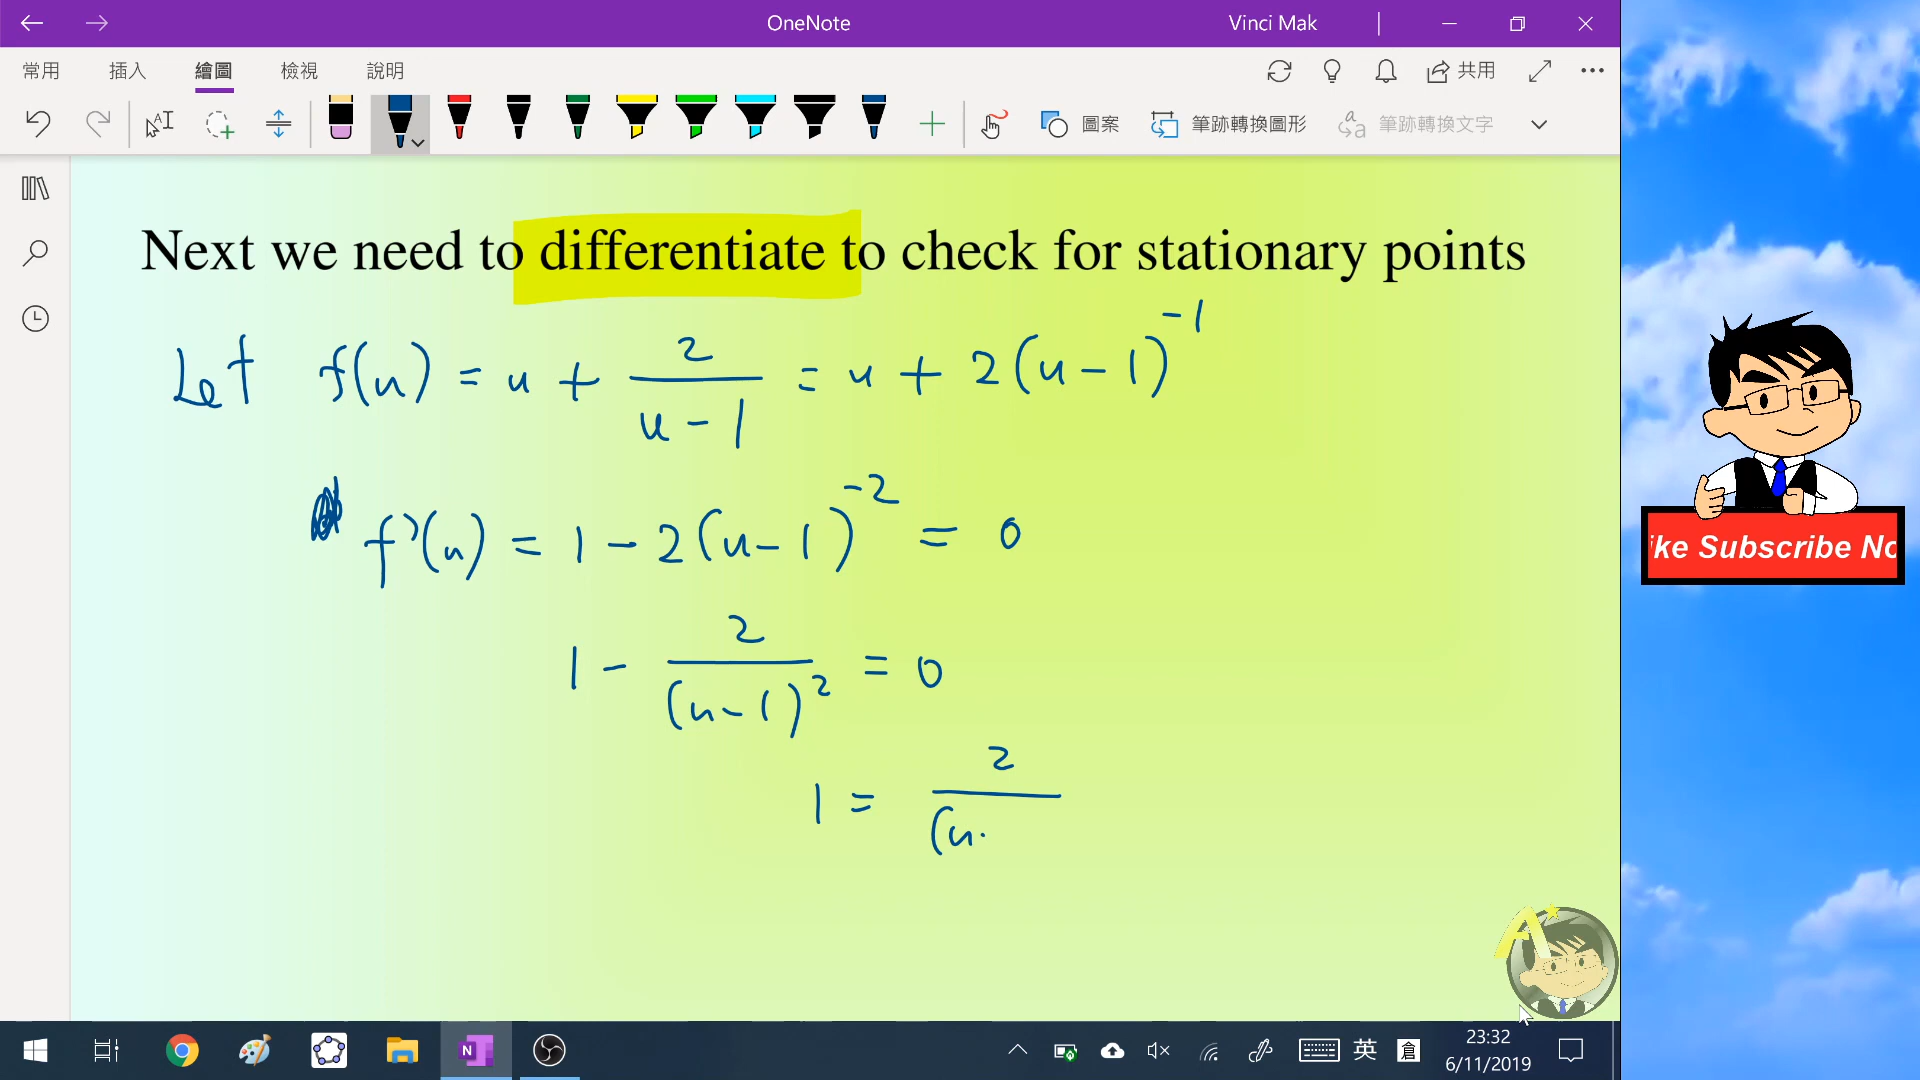 OneNote
Vinci Mak
常用 插入 繪圖 檢視 說明
共用
圖案 筆跡轉換圖形 筆跡轉換文字
Next we need to differentiate to check for stationary points
Let f(u) = u + 2/(u-1) = u + 2(u-1)^-1
f'(u) = 1 - 2(u-1)^-2 = 0
1 - 2/(u-1)^2 = 0
1 = 2/(u-
ike Subscribe No
A
英 倉
23:32
6/11/2019